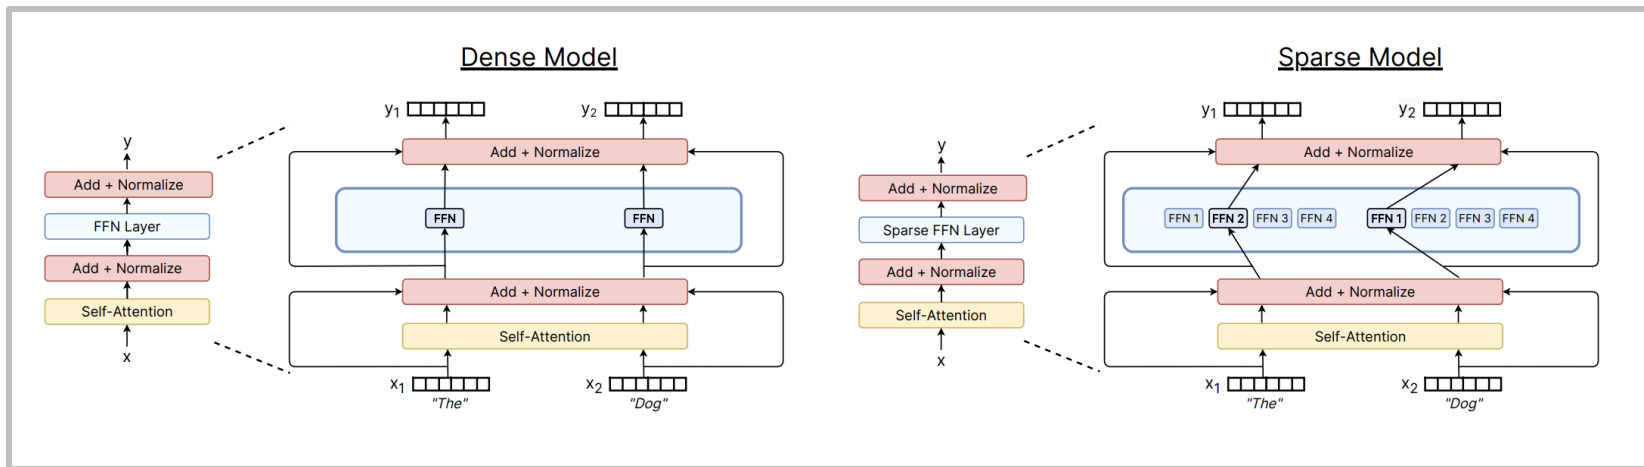 Dense Model
y1
y2
y
Add + Normalize
FFN Layer
Add + Normalize
Self-Attention
x
Add + Normalize
FFN
FFN
Add + Normalize
Self-Attention
x1
x2
"The"
"Dog"
Sparse Model
y1
y2
y
Add + Normalize
Sparse FFN Layer
Add + Normalize
Self-Attention
x
Add + Normalize
FFN 1 FFN 2 FFN 3 FFN 4
FFN 1 FFN 2 FFN 3 FFN 4
Add + Normalize
Self-Attention
x1
x2
"The"
"Dog"